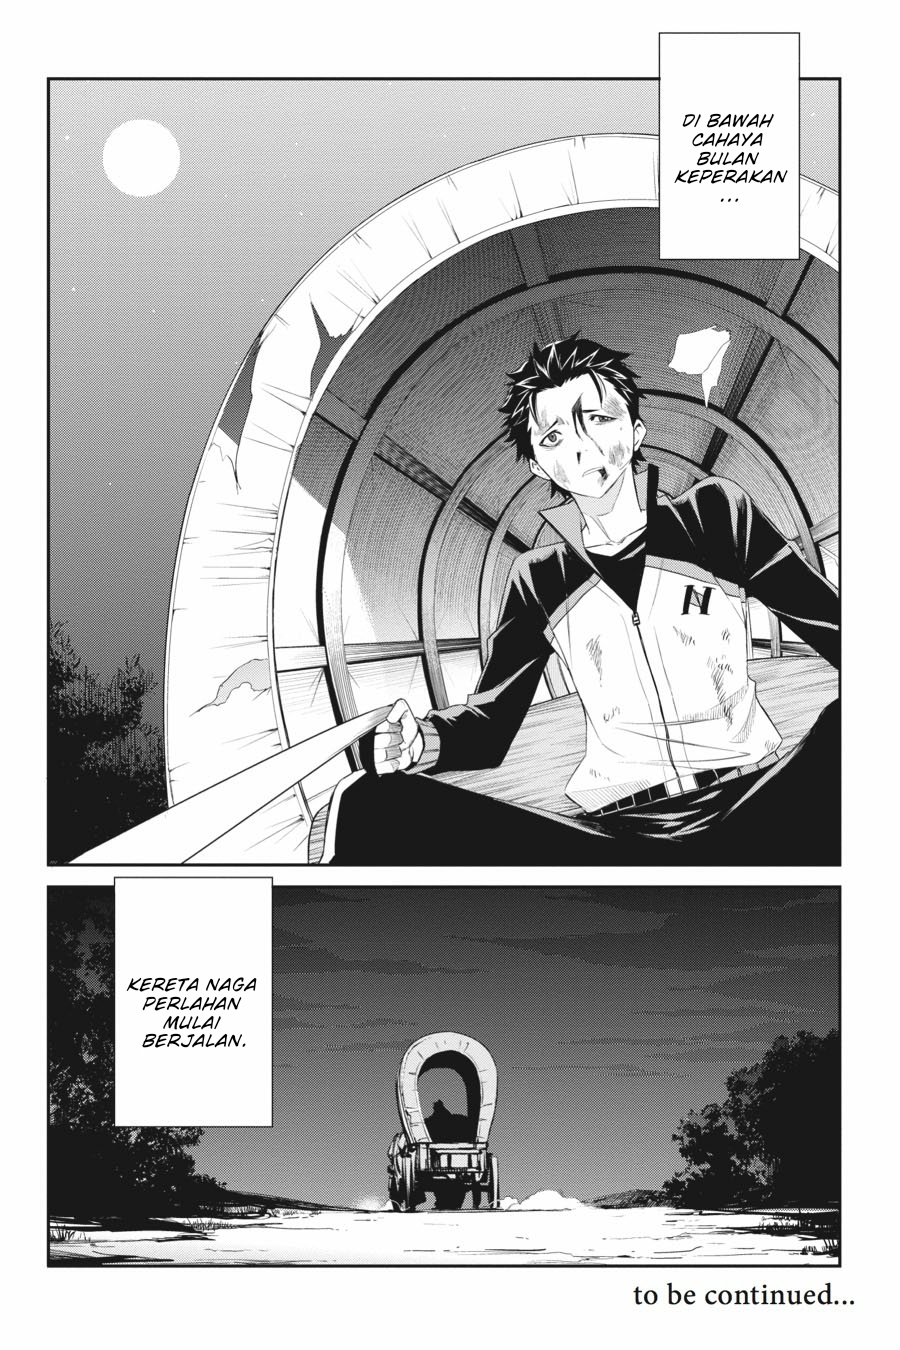 DI BAWAH
CAHAYA
BULAN
KEPERAKAN
...
N
KERETA NAGA
PERLAHAN
MULAI
BERJALAN.
to be continued...